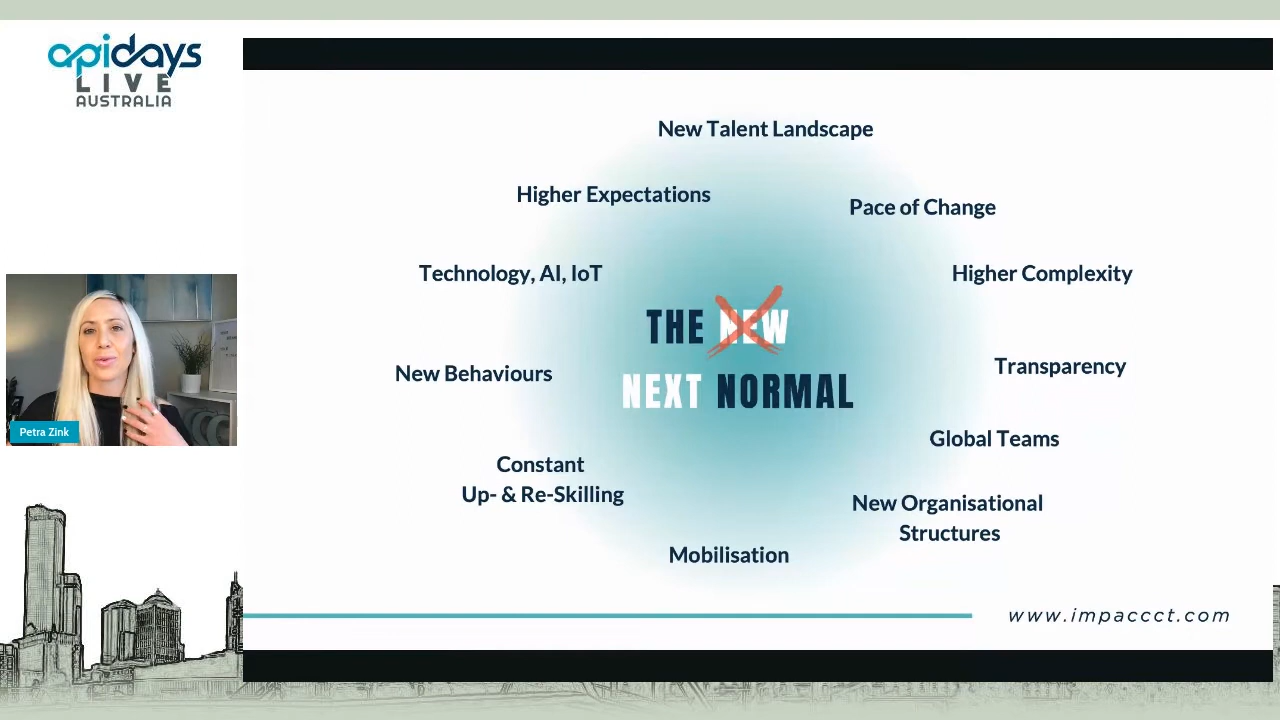 apidays
LIVE
AUSTRALIA
New Talent Landscape
Higher Expectations
Pace of Change
Technology, AI, IoT
Higher Complexity
THE NEW
NEXT NORMAL
New Behaviours
Transparency
Global Teams
Constant
Up- & Re-Skilling
New Organisational
Structures
Mobilisation
Petra Zink
www.impaccct.com